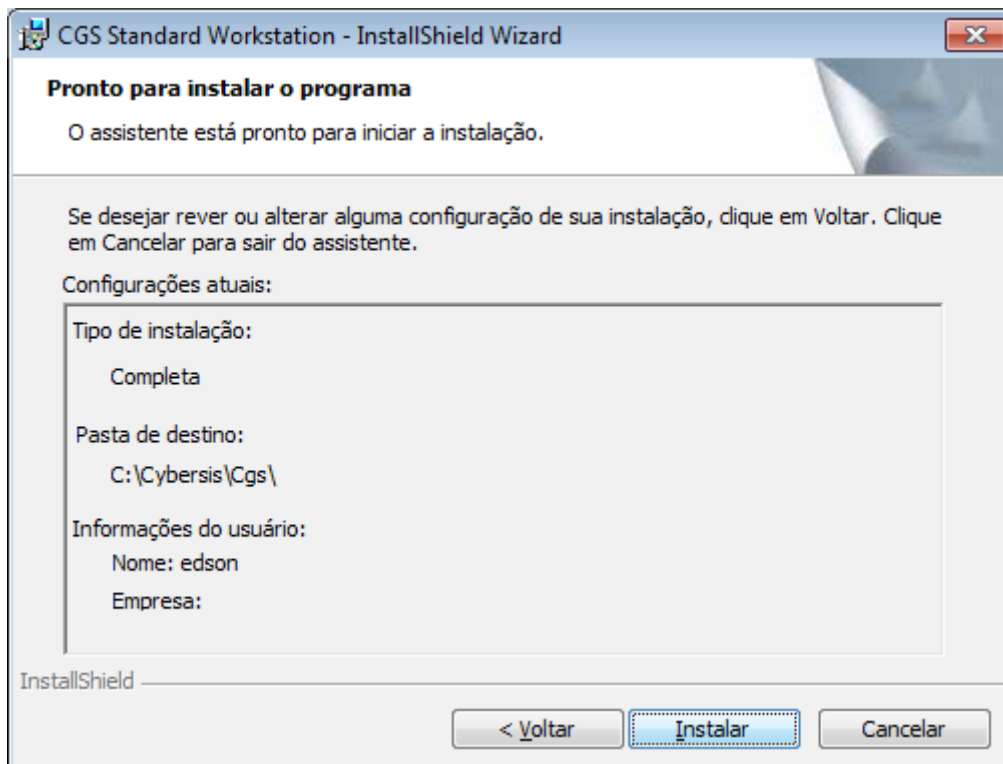 CGS Standard Workstation - InstallShield Wizard
Pronto para instalar o programa
O assistente está pronto para iniciar a instalação.
Se desejar rever ou alterar alguma configuração de sua instalação, clique em Voltar. Clique
em Cancelar para sair do assistente.
Configurações atuais:
Tipo de instalação:
Completa
Pasta de destino:
C:\Cybersis\Cgs\
Informações do usuário:
Nome: edson
Empresa:
InstallShield
< Voltar Instalar Cancelar